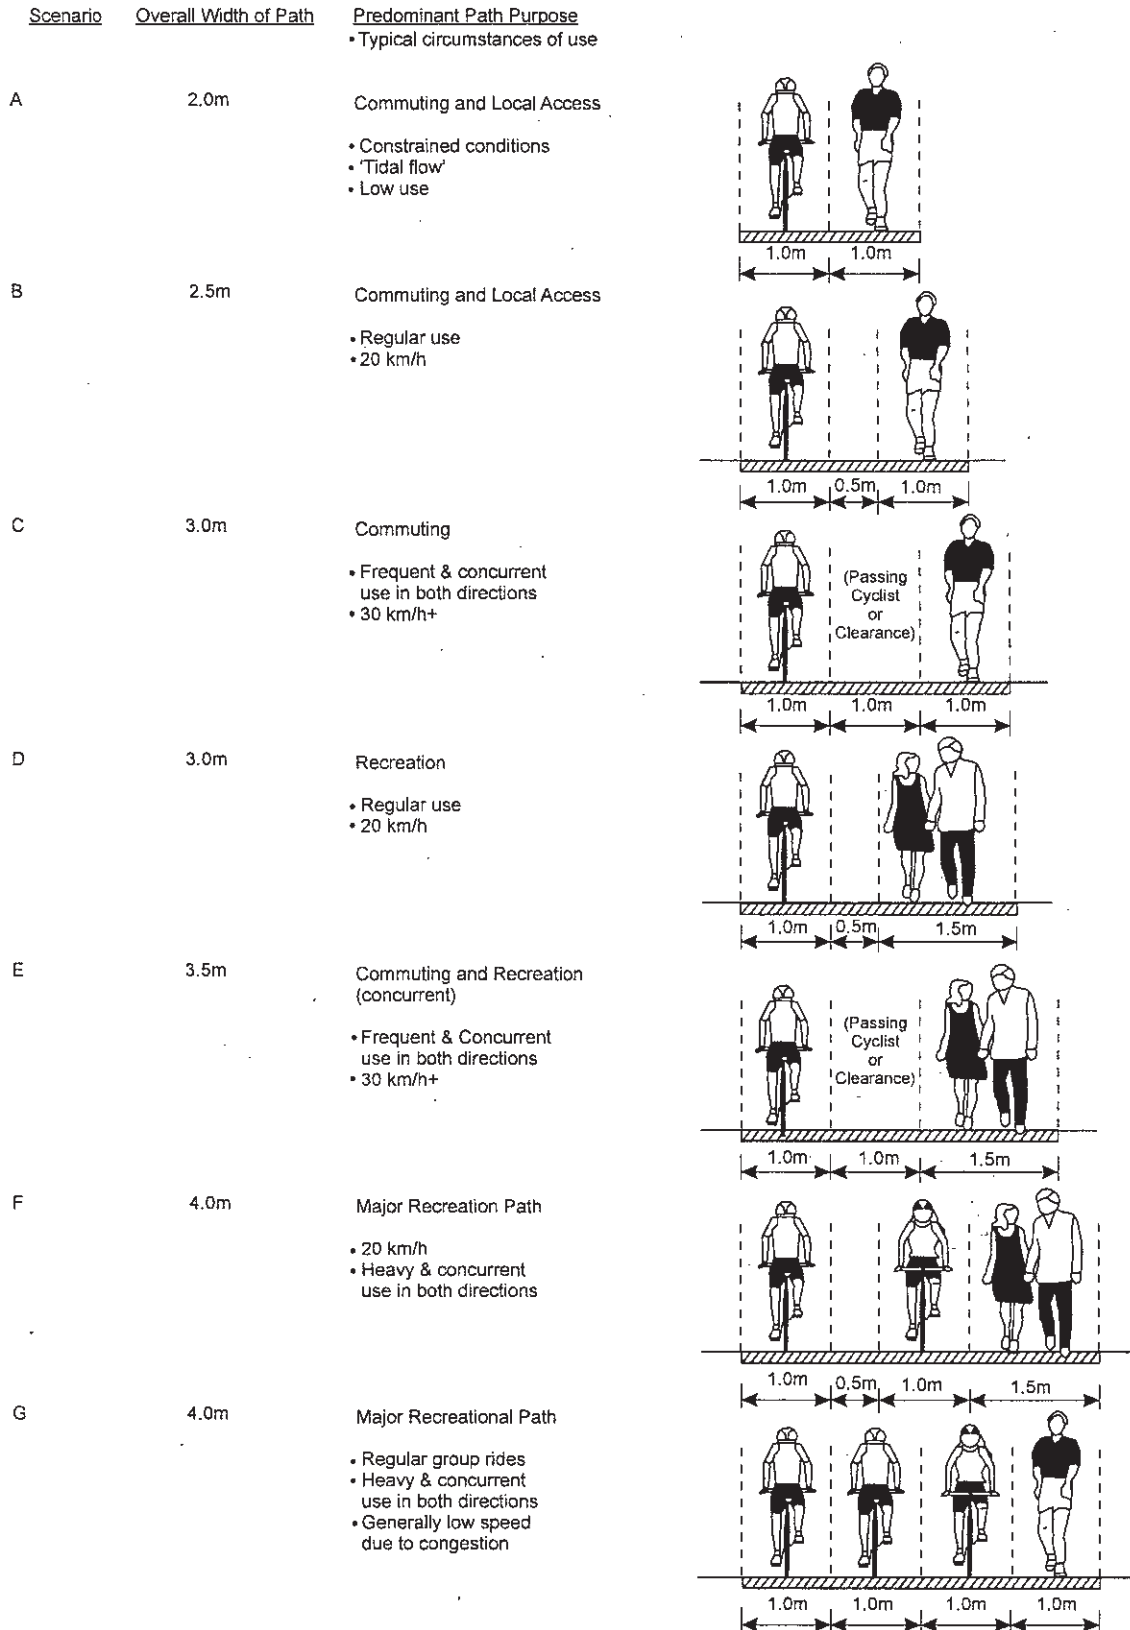 Scenario Overall Width of Path Predominant Path Purpose
• Typical circumstances of use
A 2.0m Commuting and Local Access
• Constrained conditions
• 'Tidal flow'
• Low use
1.0m 1.0m
B 2.5m Commuting and Local Access
• Regular use
• 20 km/h
1.0m 0.5m 1.0m
C 3.0m Commuting
• Frequent & concurrent
use in both directions
• 30 km/h+
(Passing
Cyclist
or
Clearance)
1.0m 1.0m 1.0m
D 3.0m Recreation
• Regular use
• 20 km/h
1.0m 0.5m 1.5m
E 3.5m Commuting and Recreation
(concurrent)
• Frequent & Concurrent
use in both directions
• 30 km/h+
(Passing
Cyclist
or
Clearance)
1.0m 1.0m 1.5m
F 4.0m Major Recreation Path
• 20 km/h
• Heavy & concurrent
use in both directions
1.0m 0.5m 1.0m 1.5m
G 4.0m Major Recreational Path
• Regular group rides
• Heavy & concurrent
use in both directions
• Generally low speed
due to congestion
1.0m 1.0m 1.0m 1.0m